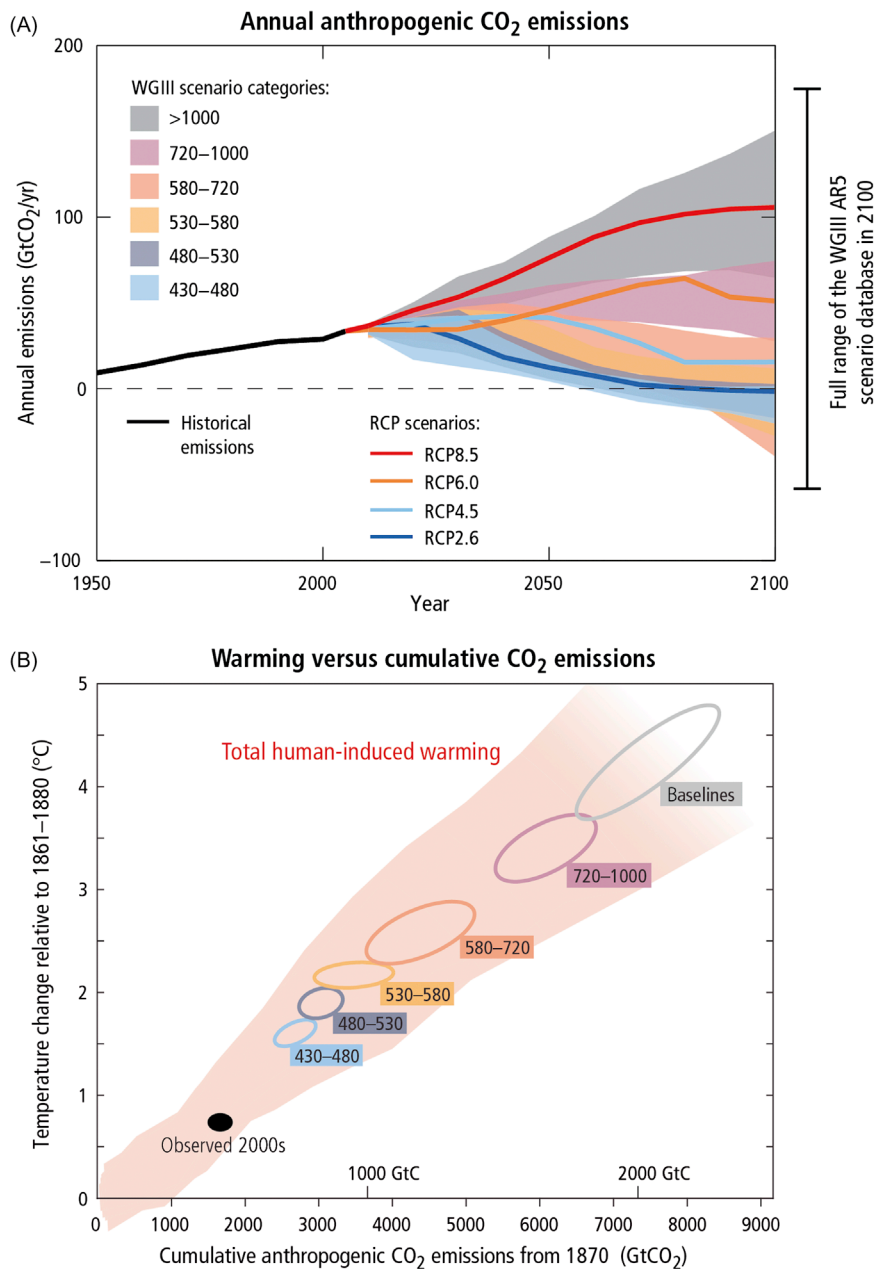 (A)
Annual anthropogenic CO₂ emissions
200
100
0
−100
Annual emissions (GtCO₂/yr)
WGIII scenario categories:
>1000
720–1000
580–720
530–580
480–530
430–480
Historical
emissions
RCP scenarios:
RCP8.5
RCP6.0
RCP4.5
RCP2.6
1950
2000
2050
2100
Year
Full range of the WGIII AR5
scenario database in 2100
(B)
Warming versus cumulative CO₂ emissions
5
4
3
2
1
0
Temperature change relative to 1861–1880 (°C)
Total human-induced warming
Baselines
720–1000
580–720
530–580
480–530
430–480
Observed 2000s
1000 GtC
2000 GtC
0
1000
2000
3000
4000
5000
6000
7000
8000
9000
Cumulative anthropogenic CO₂ emissions from 1870 (GtCO₂)